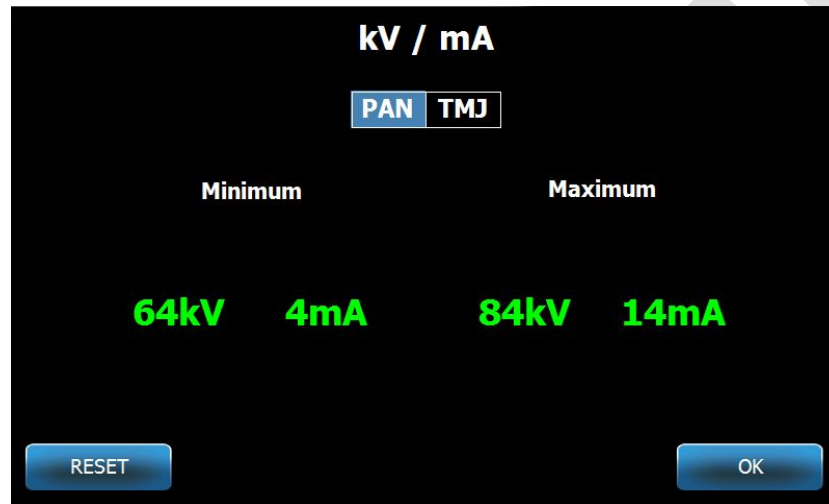 kV / mA
PAN TMJ
Minimum Maximum
64kV 4mA 84kV 14mA
RESET OK